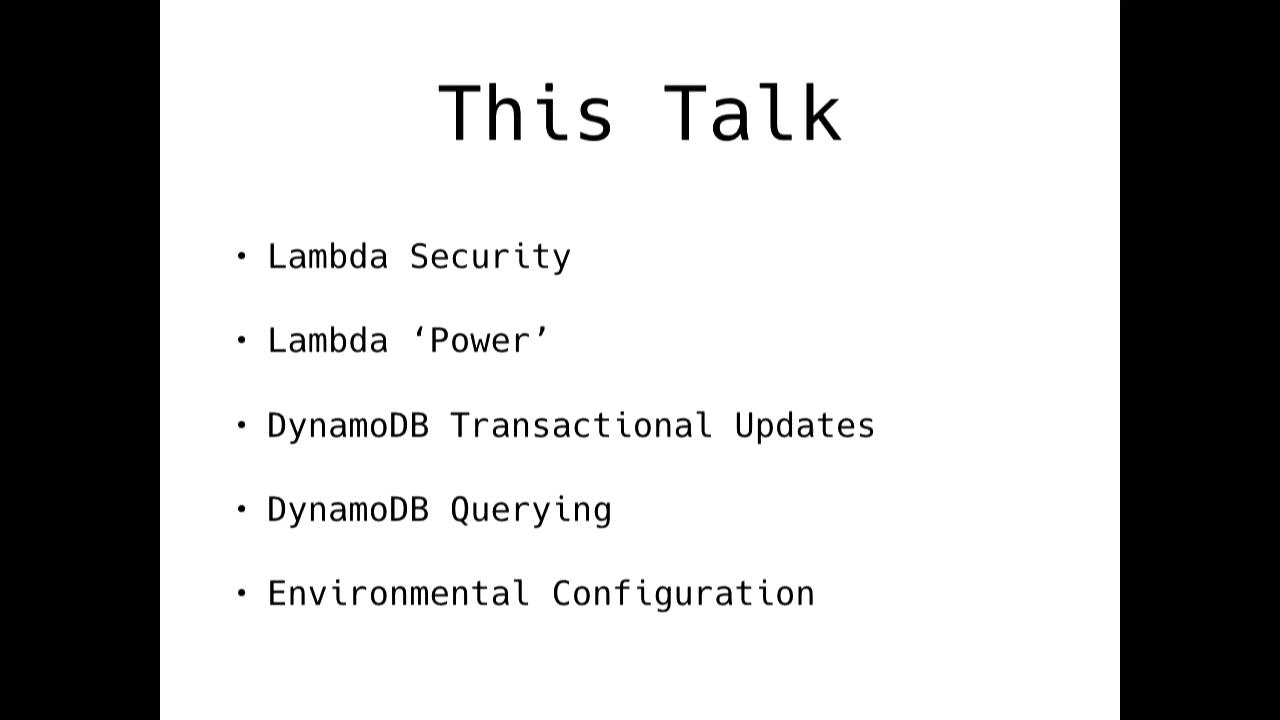 This Talk
• Lambda Security
• Lambda ‘Power’
• DynamoDB Transactional Updates
• DynamoDB Querying
• Environmental Configuration